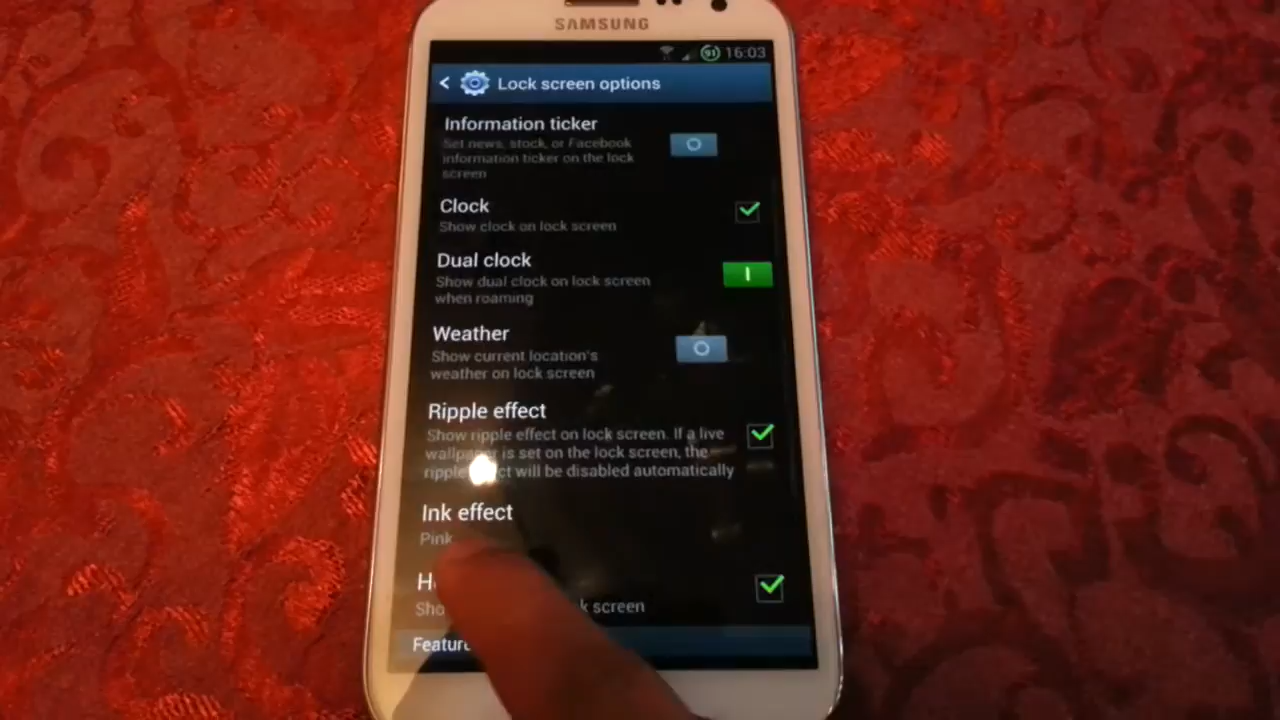 SAMSUNG
91 16:03
Lock screen options
Information ticker
Set news, stock, or Facebook
information ticker on the lock
screen
Clock
Show clock on lock screen
Dual clock
Show dual clock on lock screen
when roaming
Weather
Show current location's
weather on lock screen
Ripple effect
Show ripple effect on lock screen. If a live
is set on the lock screen, the
will be disabled automatically
Ink effect
Pink
screen